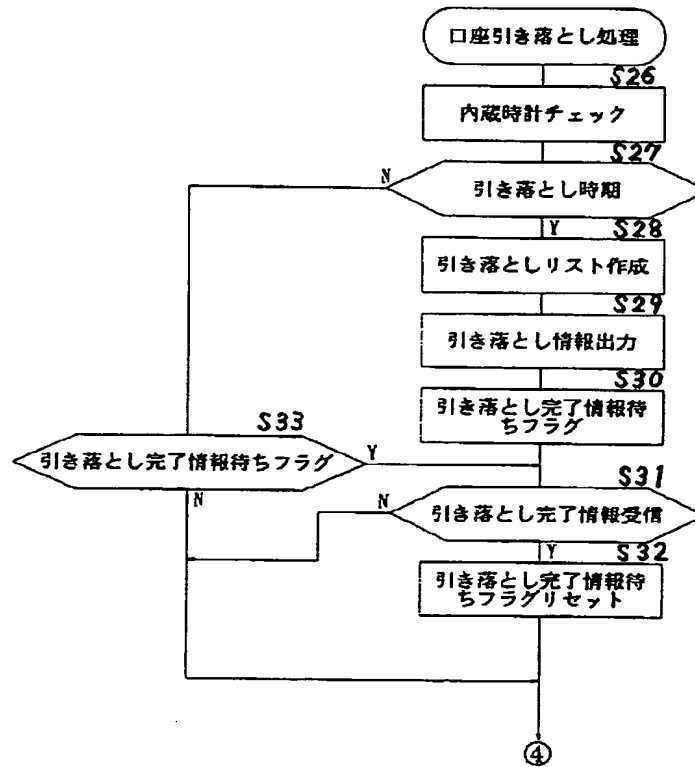 口座引き落とし処理
S26
内蔵時計チェック
S27
N
引き落とし時期
Y
S28
引き落としリスト作成
S29
引き落とし情報出力
S30
引き落とし完了情報待
ちフラグ
S33
引き落とし完了情報待ちフラグ
Y
N
S31
N
引き落とし完了情報受信
Y
S32
引き落とし完了情報待
ちフラグリセット
④